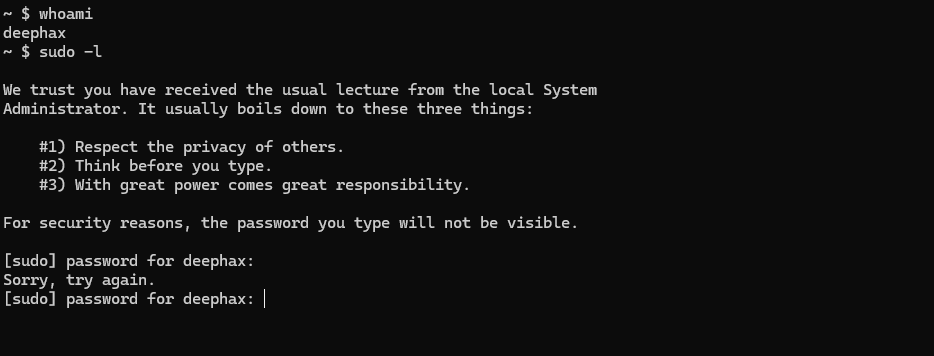 ~ $ whoami
deephax
~ $ sudo -l
We trust you have received the usual lecture from the local System
Administrator. It usually boils down to these three things:
#1) Respect the privacy of others.
#2) Think before you type.
#3) With great power comes great responsibility.
For security reasons, the password you type will not be visible.
[sudo] password for deephax:
Sorry, try again.
[sudo] password for deephax: